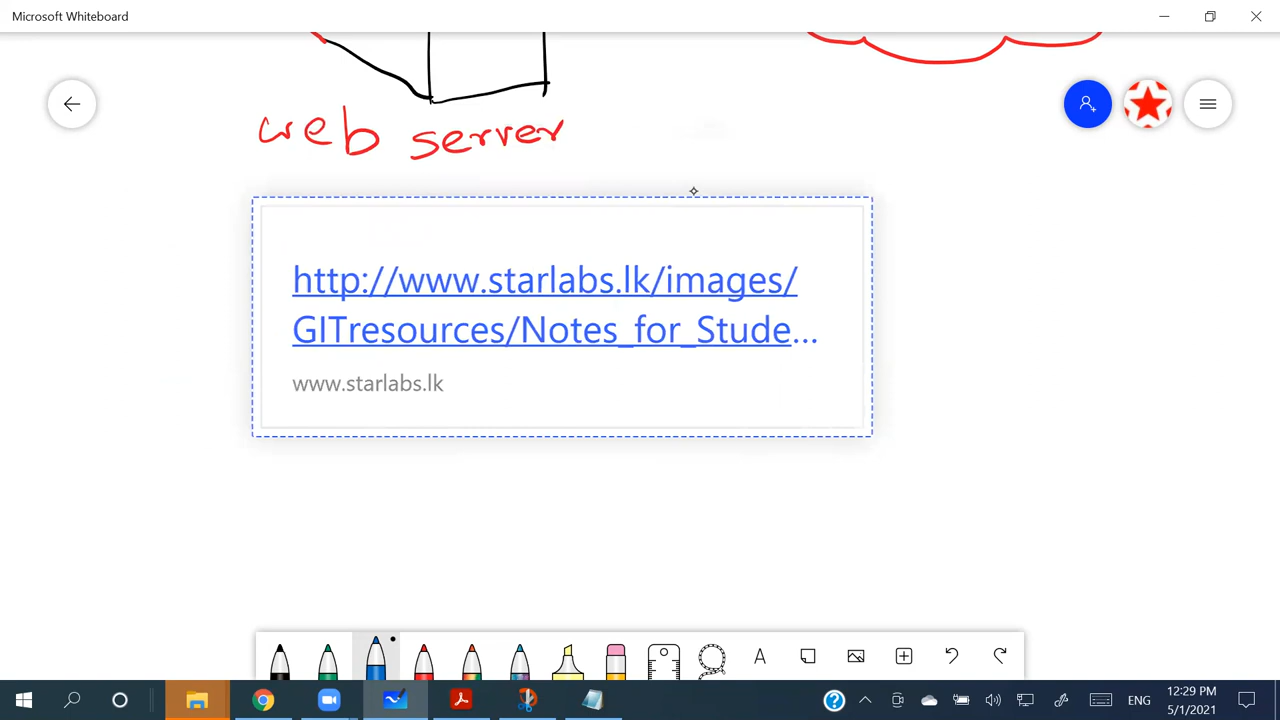 Microsoft Whiteboard
web server
http://www.starlabs.lk/images/
GITresources/Notes_for_Stude...
www.starlabs.lk
A
ENG
12:29 PM
5/1/2021